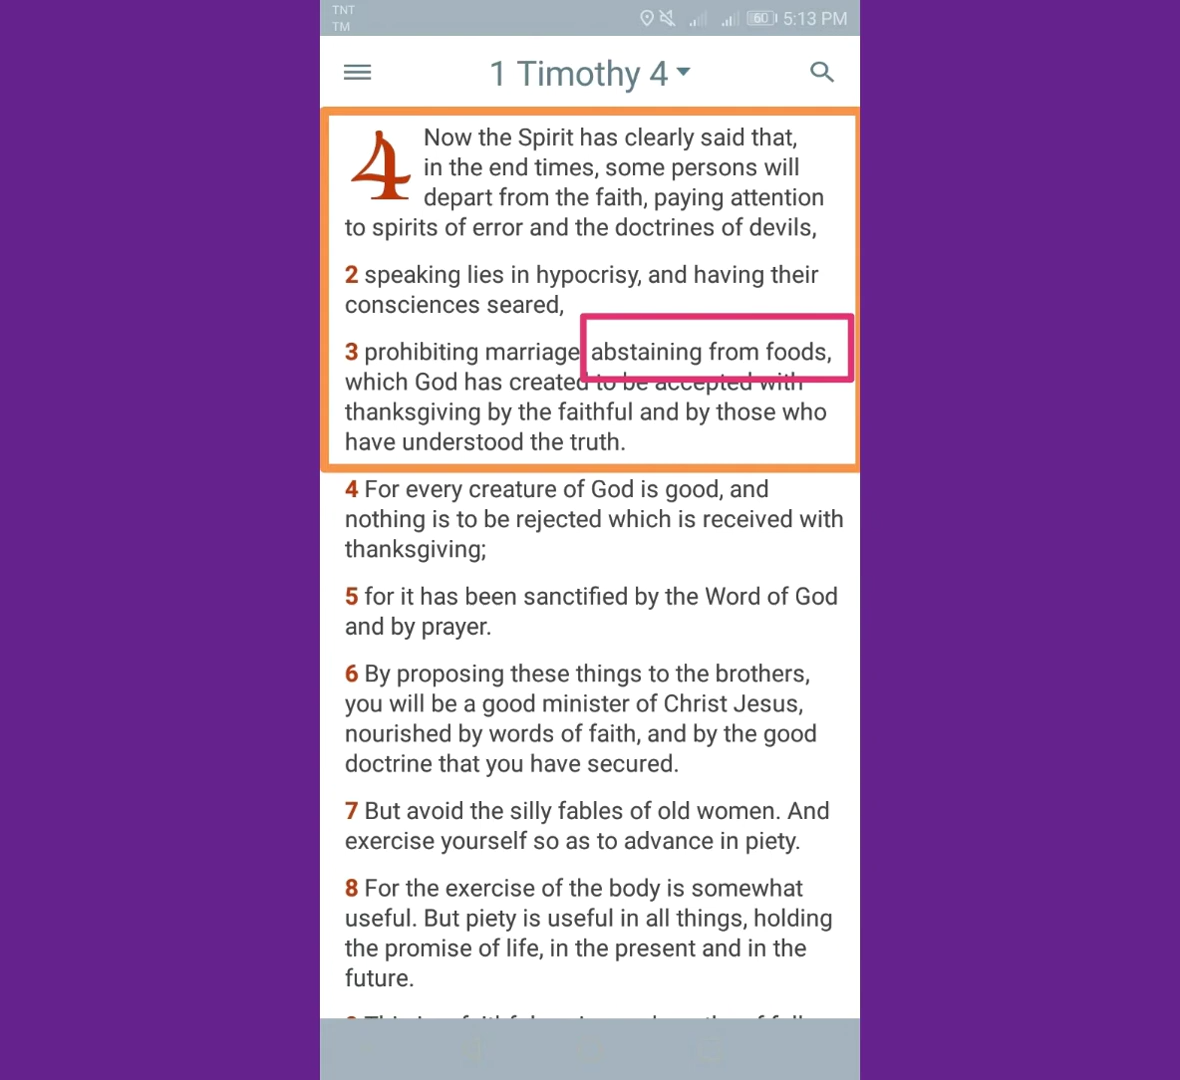 TNT
TM
60 5:13 PM
1 Timothy 4
4 Now the Spirit has clearly said that,
in the end times, some persons will
depart from the faith, paying attention
to spirits of error and the doctrines of devils,
2 speaking lies in hypocrisy, and having their
consciences seared,
3 prohibiting marriage abstaining from foods,
which God has created to be accepted with
thanksgiving by the faithful and by those who
have understood the truth.
4 For every creature of God is good, and
nothing is to be rejected which is received with
thanksgiving;
5 for it has been sanctified by the Word of God
and by prayer.
6 By proposing these things to the brothers,
you will be a good minister of Christ Jesus,
nourished by words of faith, and by the good
doctrine that you have secured.
7 But avoid the silly fables of old women. And
exercise yourself so as to advance in piety.
8 For the exercise of the body is somewhat
useful. But piety is useful in all things, holding
the promise of life, in the present and in the
future.